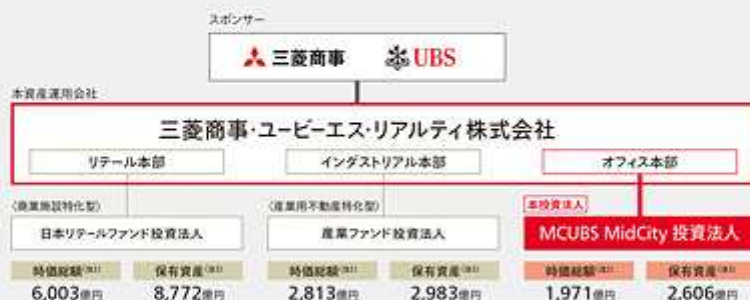 スポンサー
三菱商事 UBS
本資産運用会社
三菱商事・ユービーエス・リアルティ株式会社
リテール本部 インダストリアル本部 オフィス本部
〈商業施設特化型〉 〈産業用不動産特化型〉 本投資法人
日本リテールファンド投資法人 産業ファンド投資法人 MCUBS MidCity 投資法人
時価総額 保有資産 時価総額 保有資産 時価総額 保有資産
6,003億円 8,772億円 2,813億円 2,983億円 1,971億円 2,606億円